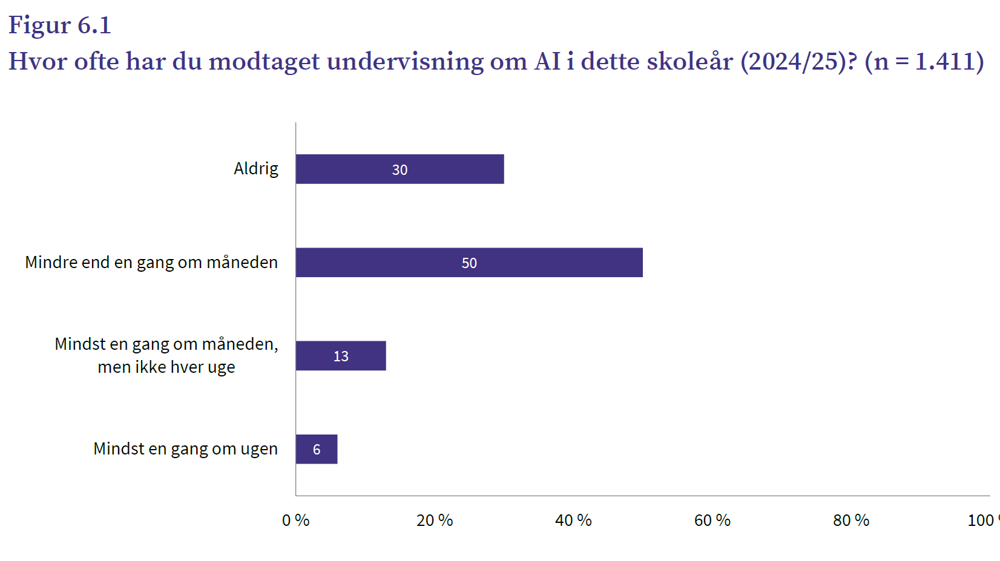 Figur 6.1
Hvor ofte har du modtaget undervisning om AI i dette skoleår (2024/25)? (n = 1.411)
Aldrig
30
Mindre end en gang om måneden
50
Mindst en gang om måneden,
men ikke hver uge
13
Mindst en gang om ugen
6
0 % 20 % 40 % 60 % 80 % 100 %